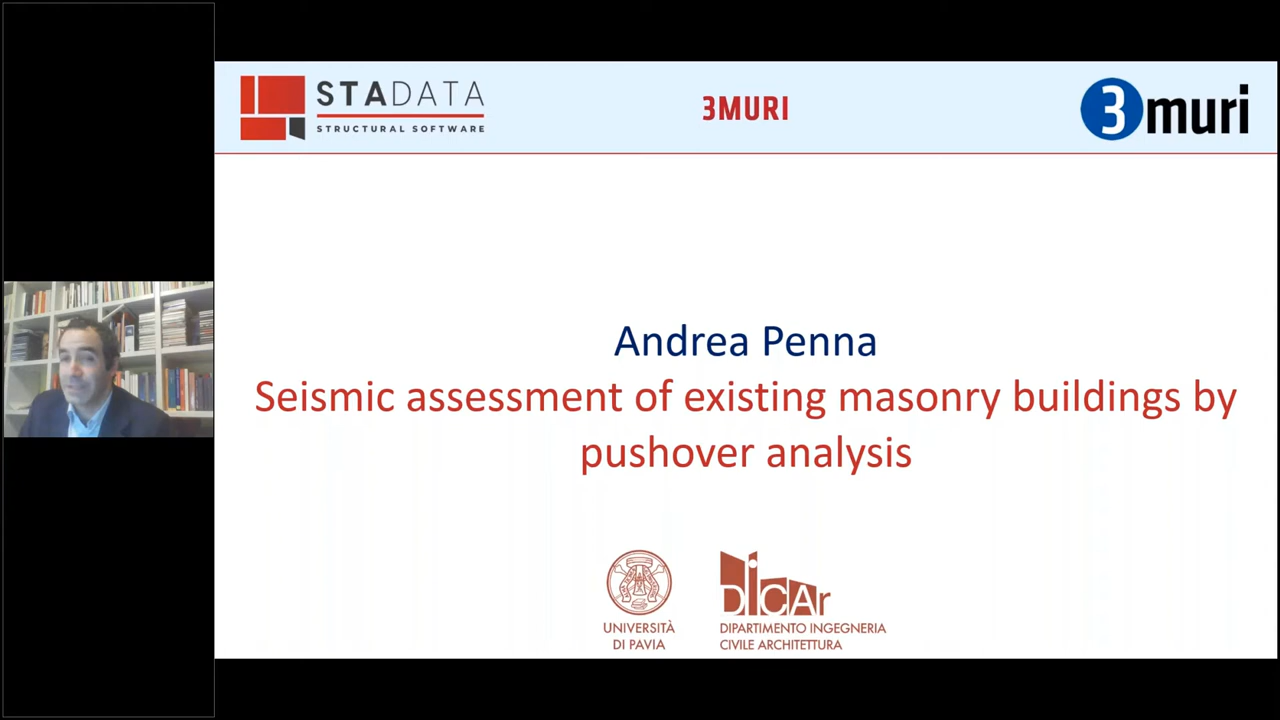 STADATA
STRUCTURAL SOFTWARE
3MURI
3muri
Andrea Penna
Seismic assessment of existing masonry buildings by
pushover analysis
UNIVERSITÀ
DI PAVIA
DiCAr
DIPARTIMENTO INGEGNERIA
CIVILE ARCHITETTURA